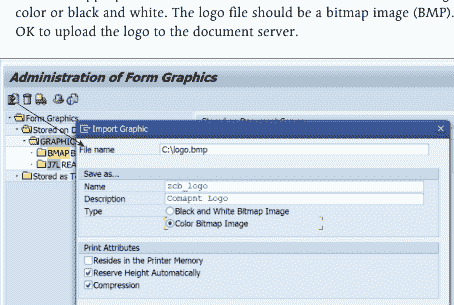 color or black and white. The logo file should be a bitmap image (BMP).
OK to upload the logo to the document server.
Administration of Form Graphics
Form Graphics
Stored on D
GRAPHIC
BMAP B
J7L REA
Stored as T
Import Graphic
File name C:\logo.bmp
Save as...
Name zcb_logo
Description Comapnt Logo
Type Black and White Bitmap Image
Color Bitmap Image
Print Attributes
Resides in the Printer Memory
Reserve Height Automatically
Compression